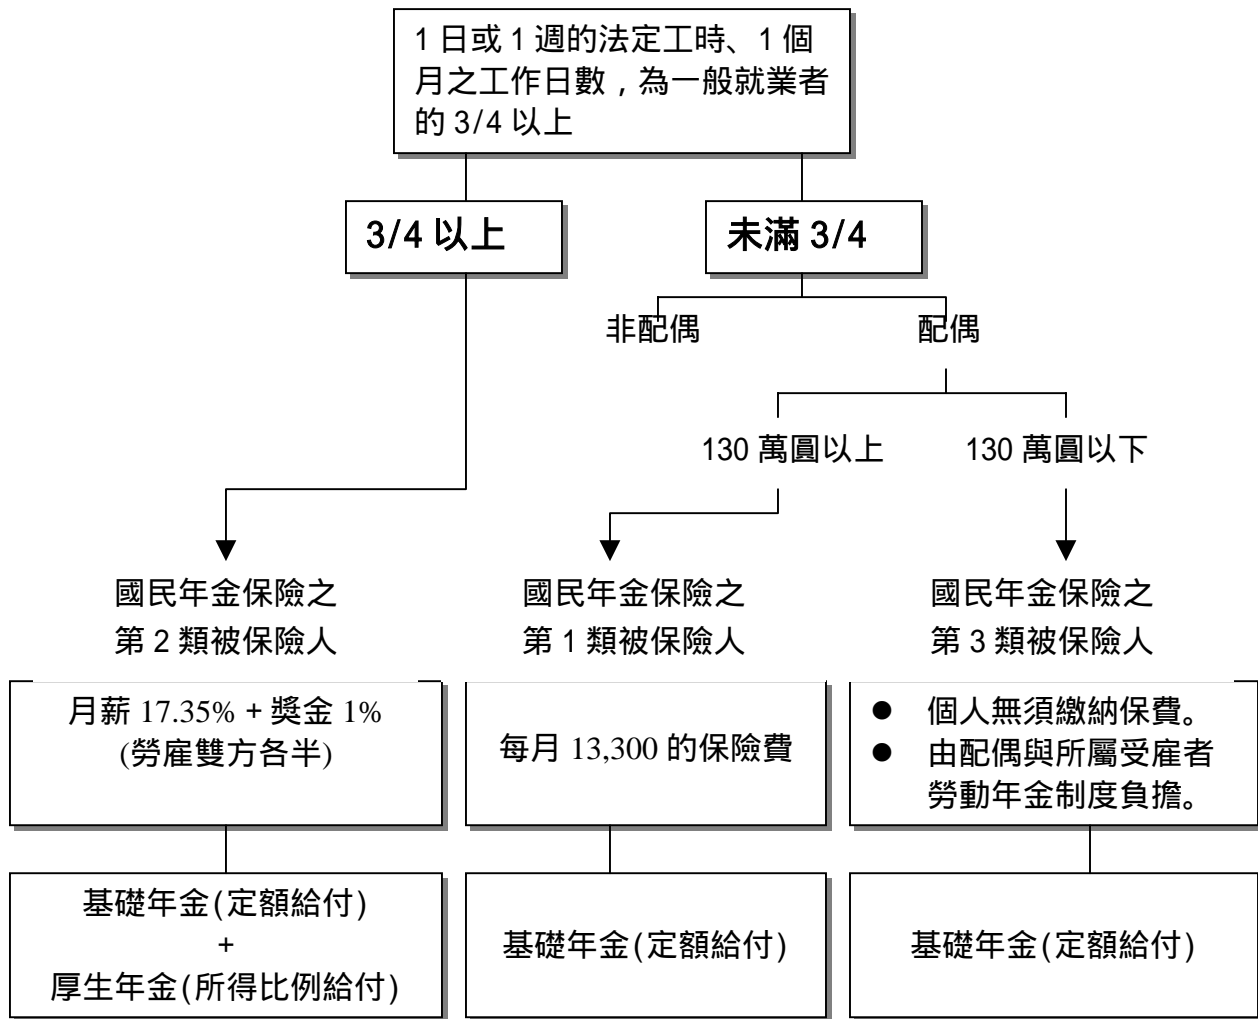 1 日或 1 週的法定工時、1 個
月之工作日數，為一般就業者
的 3/4 以上
3/4 以上
未滿 3/4
非配偶
配偶
130 萬圓以上
130 萬圓以下
國民年金保險之
第 2 類被保險人
國民年金保險之
第 1 類被保險人
國民年金保險之
第 3 類被保險人
月薪 17.35% + 獎金 1%
(勞雇雙方各半)
每月 13,300 的保險費
● 個人無須繳納保費。
● 由配偶與所屬受雇者
勞動年金制度負擔。
基礎年金(定額給付)
+
厚生年金(所得比例給付)
基礎年金(定額給付)
基礎年金(定額給付)